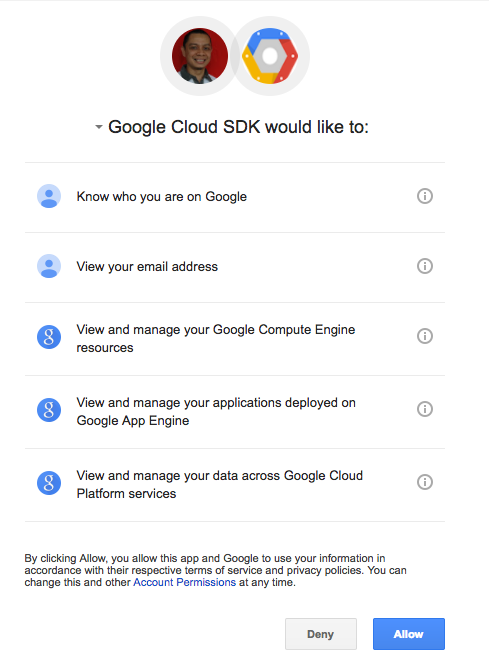 Google Cloud SDK would like to:
Know who you are on Google
View your email address
View and manage your Google Compute Engine
resources
View and manage your applications deployed on
Google App Engine
View and manage your data across Google Cloud
Platform services
By clicking Allow, you allow this app and Google to use your information in
accordance with their respective terms of service and privacy policies. You can
change this and other Account Permissions at any time.
Deny
Allow